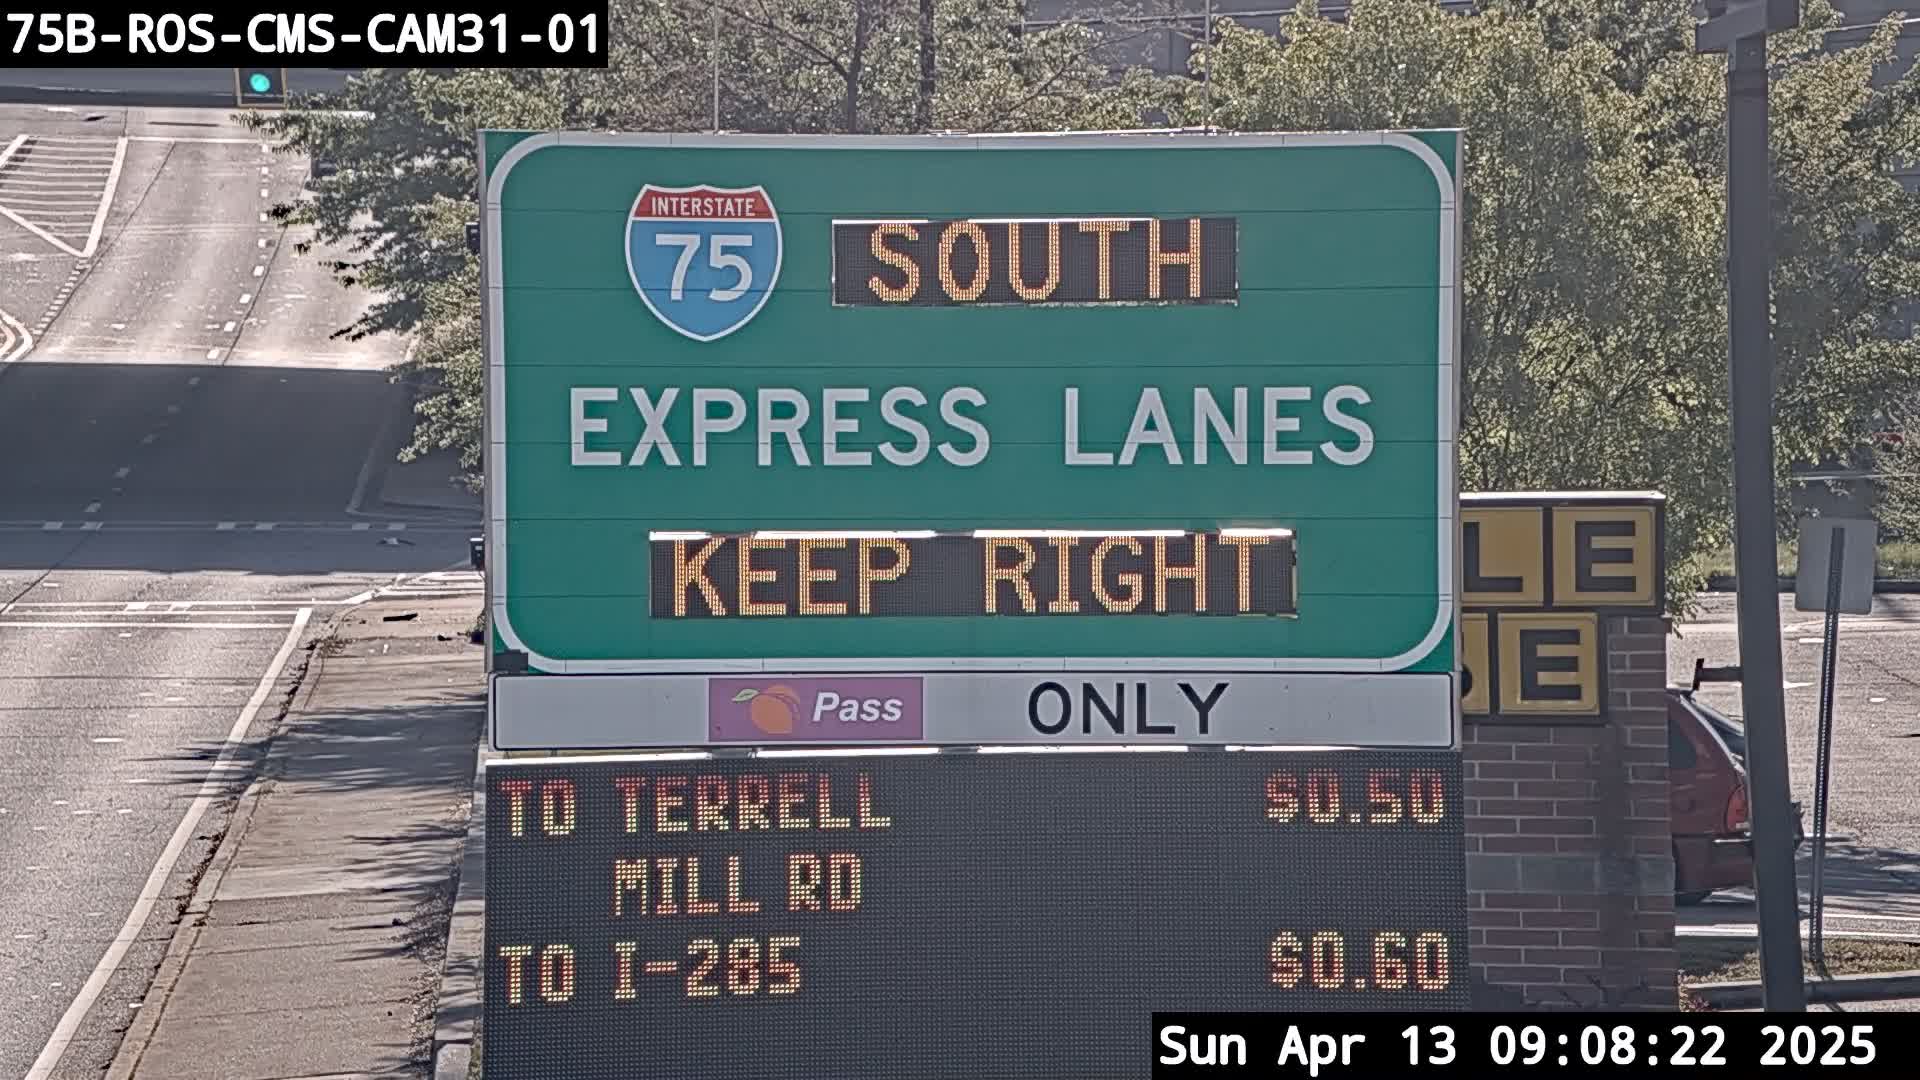 75B-ROS-CMS-CAM31-01
INTERSTATE
75
SOUTH
EXPRESS LANES
KEEP RIGHT
Pass ONLY
LE
E
TO TERRELL $0.50
MILL RD
TO I-285 $0.60
Sun Apr 13 09:08:22 2025